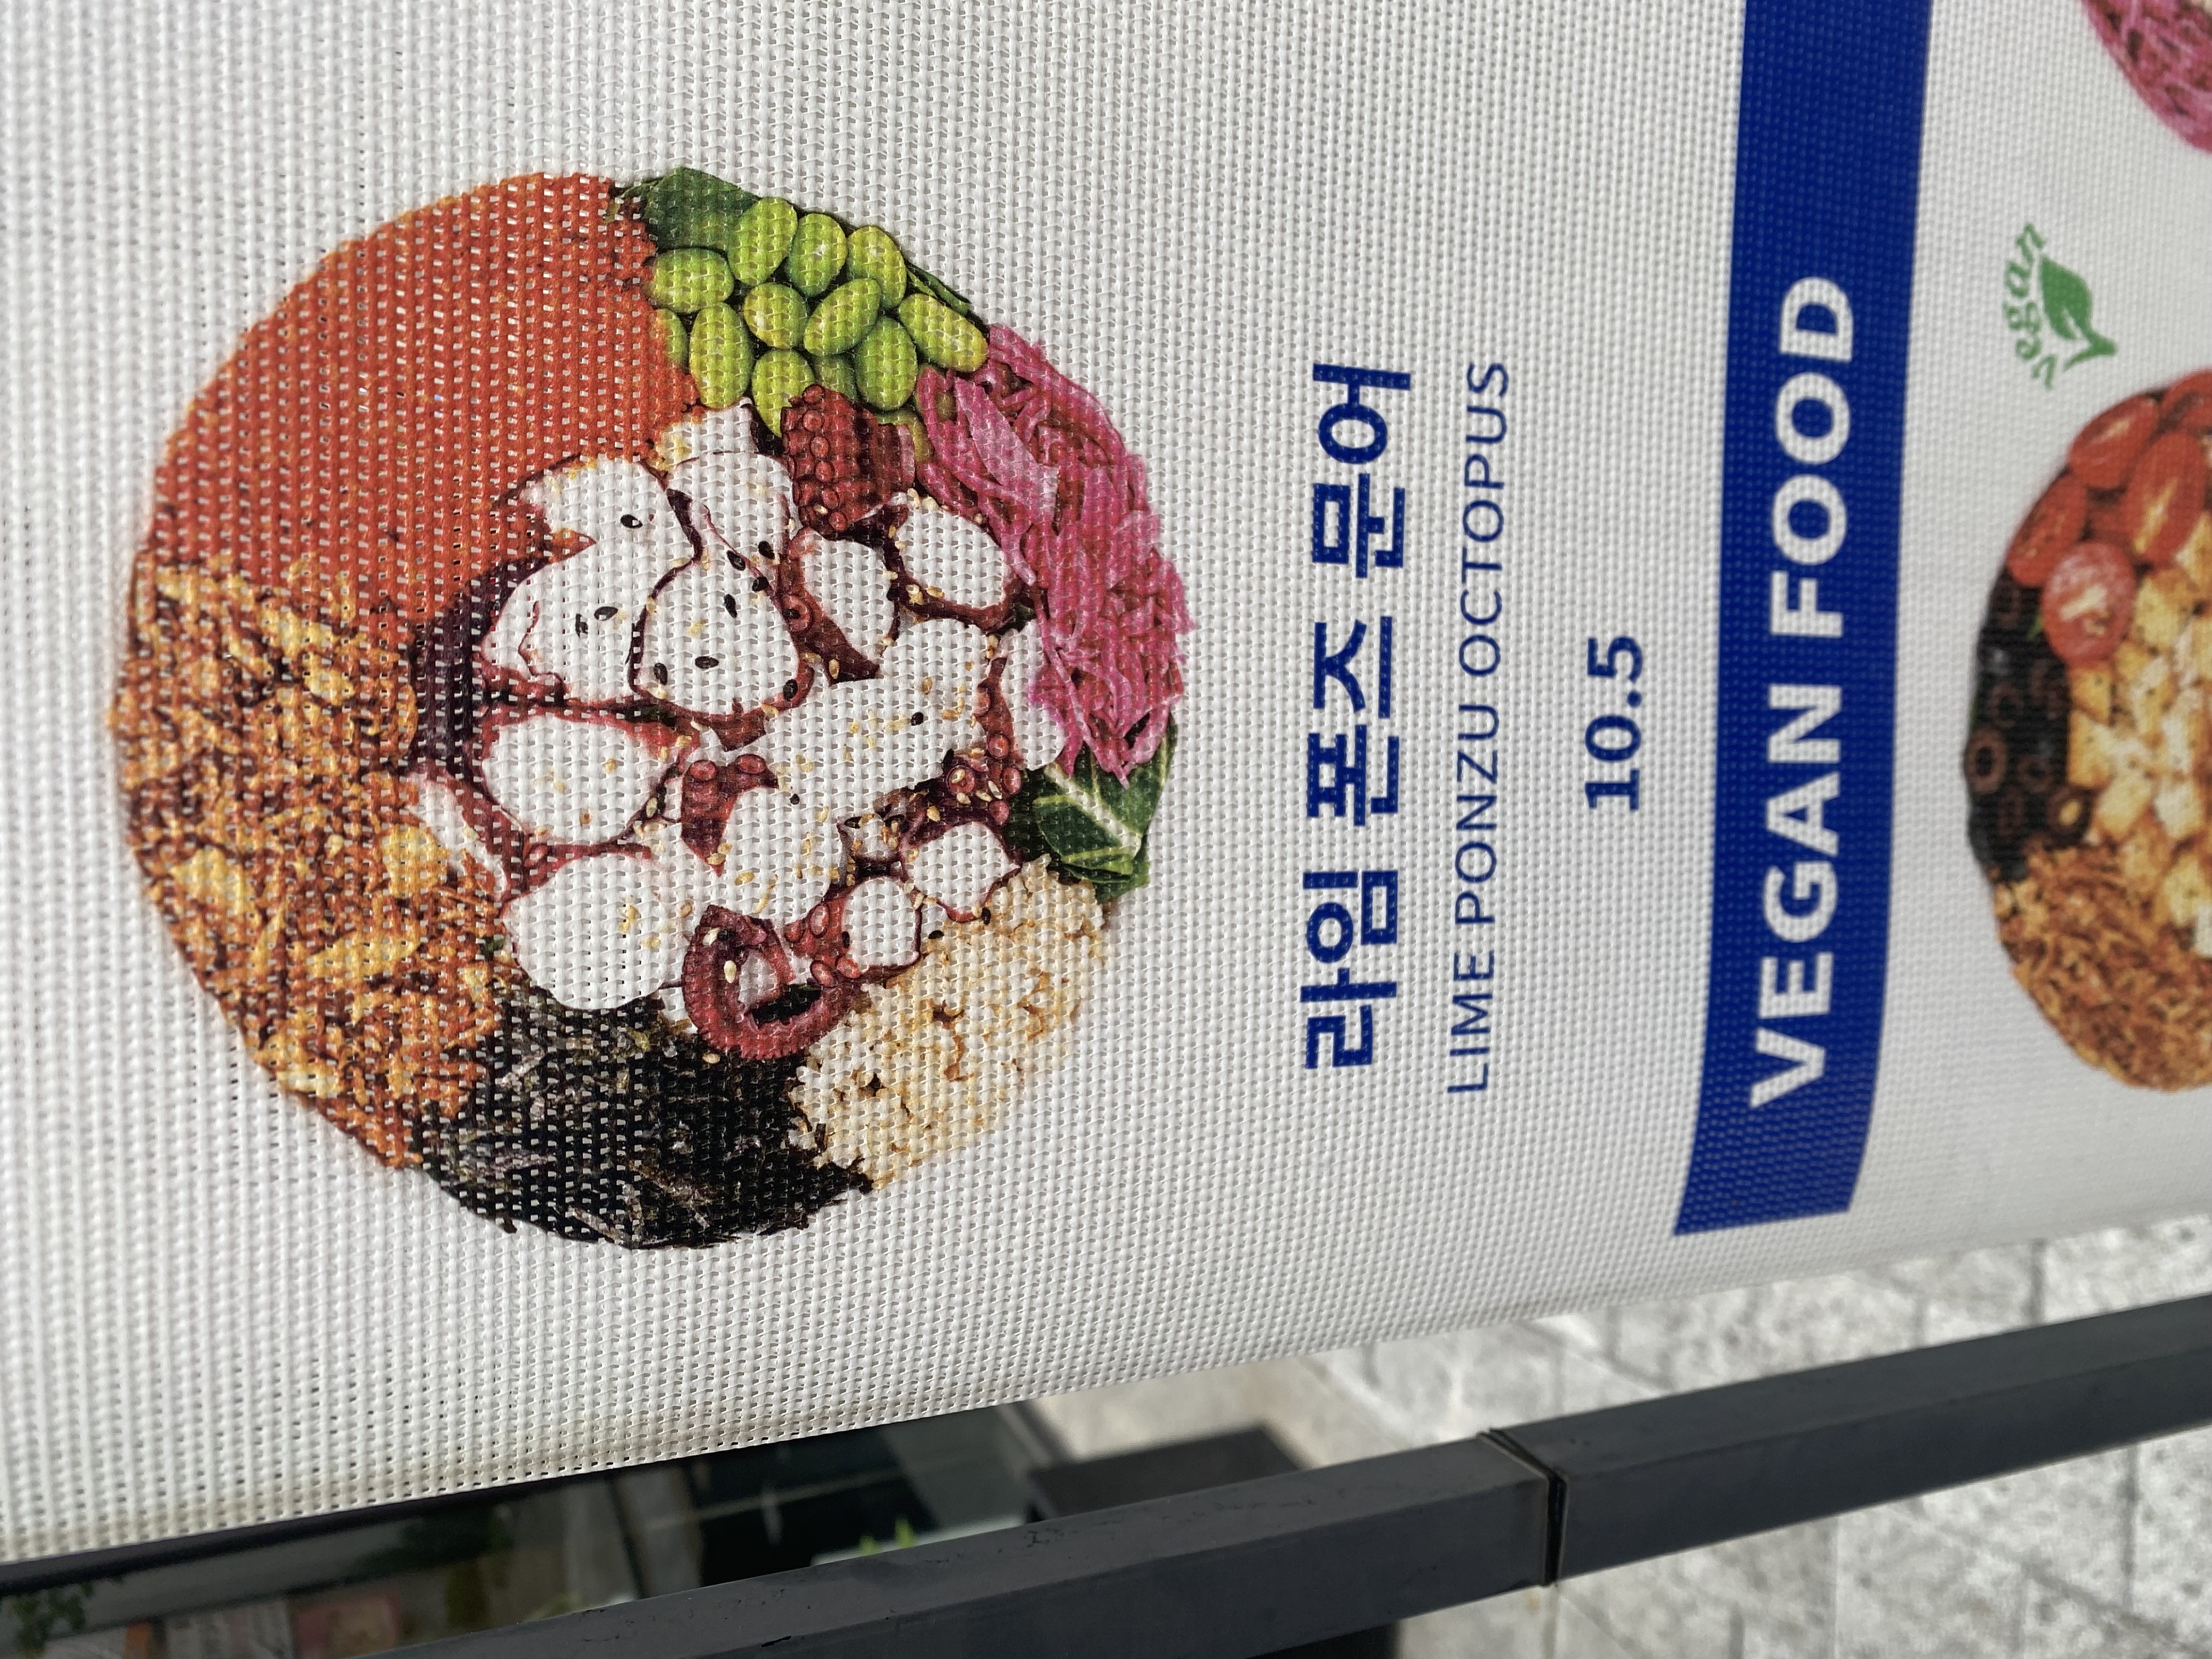 라임 폰즈 문어
LIME PONZU OCTOPUS
10.5
VEGAN FOOD
vegan